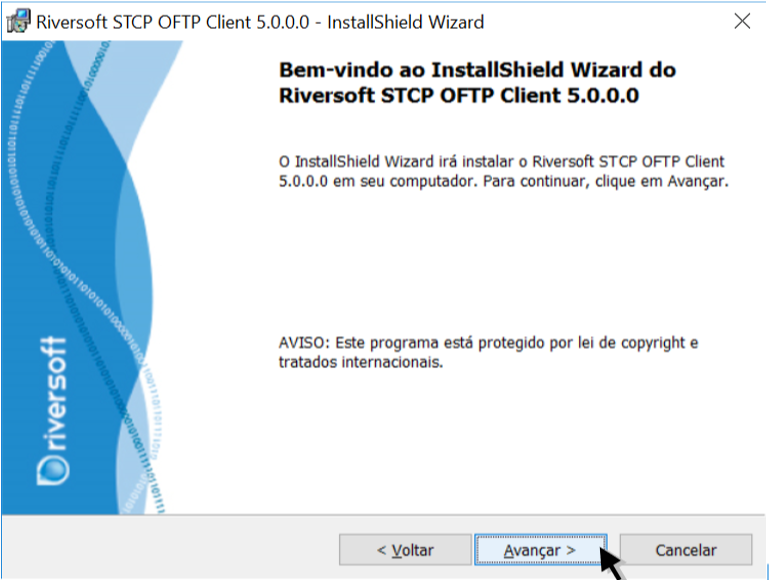 Riversoft STCP OFTP Client 5.0.0.0 - InstallShield Wizard
Bem-vindo ao InstallShield Wizard do
Riversoft STCP OFTP Client 5.0.0.0
O InstallShield Wizard irá instalar o Riversoft STCP OFTP Client
5.0.0.0 em seu computador. Para continuar, clique em Avançar.
AVISO: Este programa está protegido por lei de copyright e
tratados internacionais.
riversoft
< Voltar
Avançar >
Cancelar